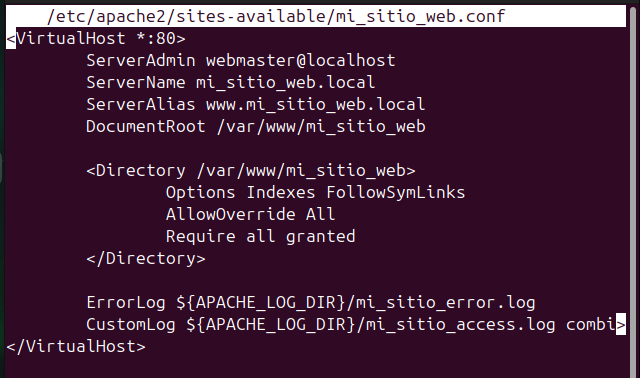 /etc/apache2/sites-available/mi_sitio_web.conf
<VirtualHost *:80>
ServerAdmin webmaster@localhost
ServerName mi_sitio_web.local
ServerAlias www.mi_sitio_web.local
DocumentRoot /var/www/mi_sitio_web
<Directory /var/www/mi_sitio_web>
Options Indexes FollowSymLinks
AllowOverride All
Require all granted
</Directory>
ErrorLog ${APACHE_LOG_DIR}/mi_sitio_error.log
CustomLog ${APACHE_LOG_DIR}/mi_sitio_access.log combi>
</VirtualHost>